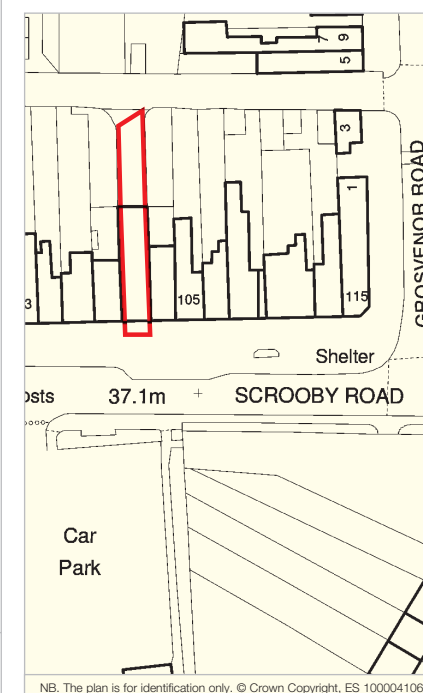 7
9
5
3
1
GROSVENOR ROAD
3
105
115
Shelter
osts
37.1m
SCROOBY ROAD
Car
Park
NB. The plan is for identification only. © Crown Copyright, ES 100004106